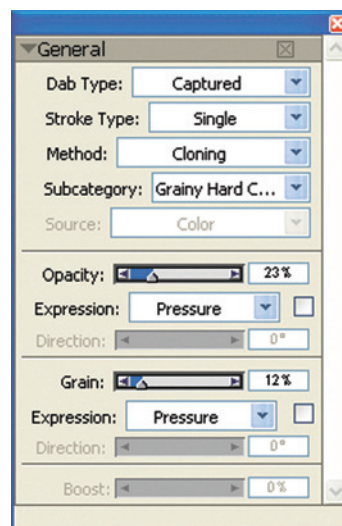 General
Dab Type: Captured
Stroke Type: Single
Method: Cloning
Subcategory: Grainy Hard C...
Source: Color
Opacity: 23%
Expression: Pressure
Direction: 0°
Grain: 12%
Expression: Pressure
Direction: 0°
Boost: 0%